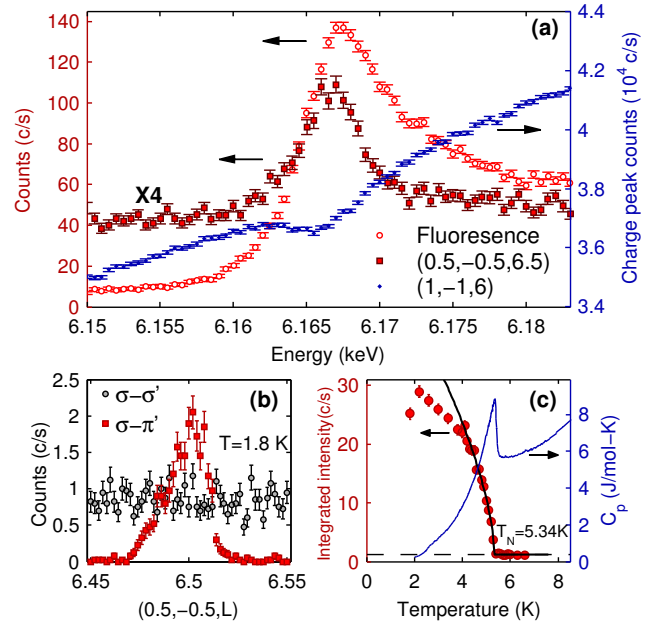 (a)
140
120
100
80
60
40
20
0
Counts (c/s)
4.4
4.2
4
3.8
3.6
3.4
Charge peak counts (10⁴ c/s)
X4
Fluoresence
(0.5,−0.5,6.5)
(1,−1,6)
6.15 6.155 6.16 6.165 6.17 6.175 6.18
Energy (keV)
(b)
2.5
2
1.5
1
0.5
0
Counts (c/s)
σ−σ'
σ−π'
T=1.8 K
6.45 6.5 6.55
(0.5,−0.5,L)
(c)
30
20
10
0
Integrated intensity(c/s)
8
6
4
2
0
Cp (J/mol−K)
TN=5.34K
0 2 4 6 8
Temperature (K)